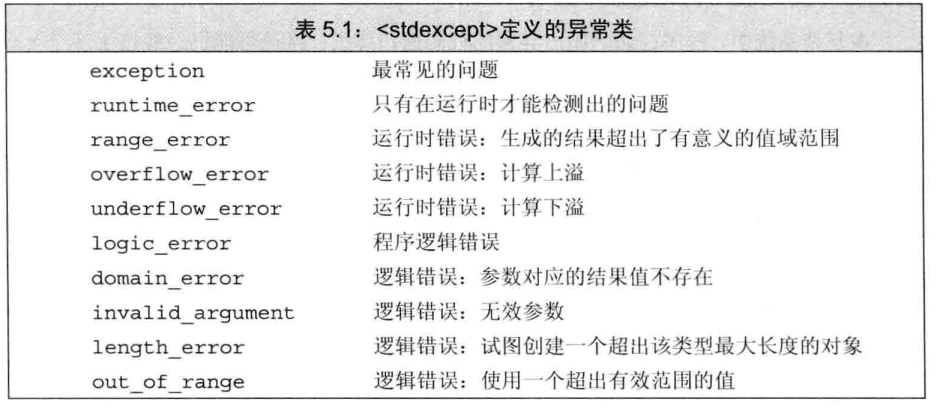 表 5.1：<stdexcept>定义的异常类
exception 最常见的问题
runtime_error 只有在运行时才能检测出的问题
range_error 运行时错误：生成的结果超出了有意义的值域范围
overflow_error 运行时错误：计算上溢
underflow_error 运行时错误：计算下溢
logic_error 程序逻辑错误
domain_error 逻辑错误：参数对应的结果值不存在
invalid_argument 逻辑错误：无效参数
length_error 逻辑错误：试图创建一个超出该类型最大长度的对象
out_of_range 逻辑错误：使用一个超出有效范围的值